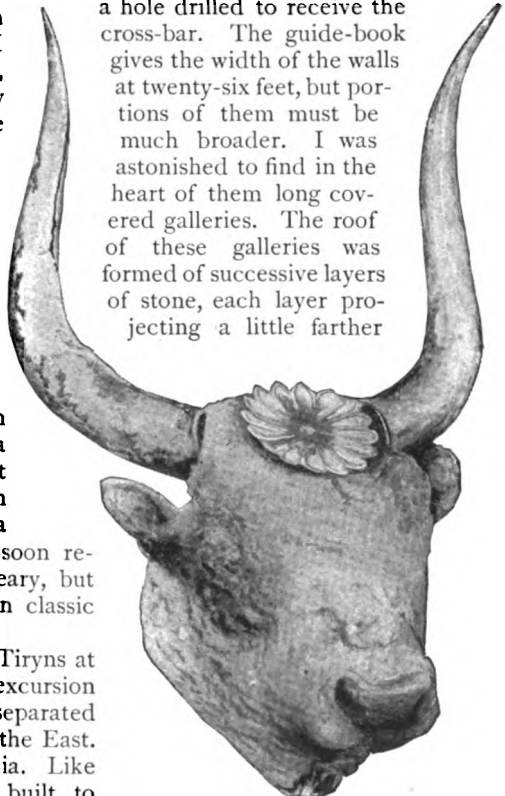 soon re-
but
classic
Tiryns at
excursion
separated
the East.
Like
built to
a hole drilled to receive the
cross-bar. The guide-book
gives the width of the walls
at twenty-six feet, but por-
tions of them must be
much broader. I was
astonished to find in the
heart of them long cov-
ered galleries. The roof
of these galleries was
formed of successive layers
of stone, each layer pro-
jecting a little farther